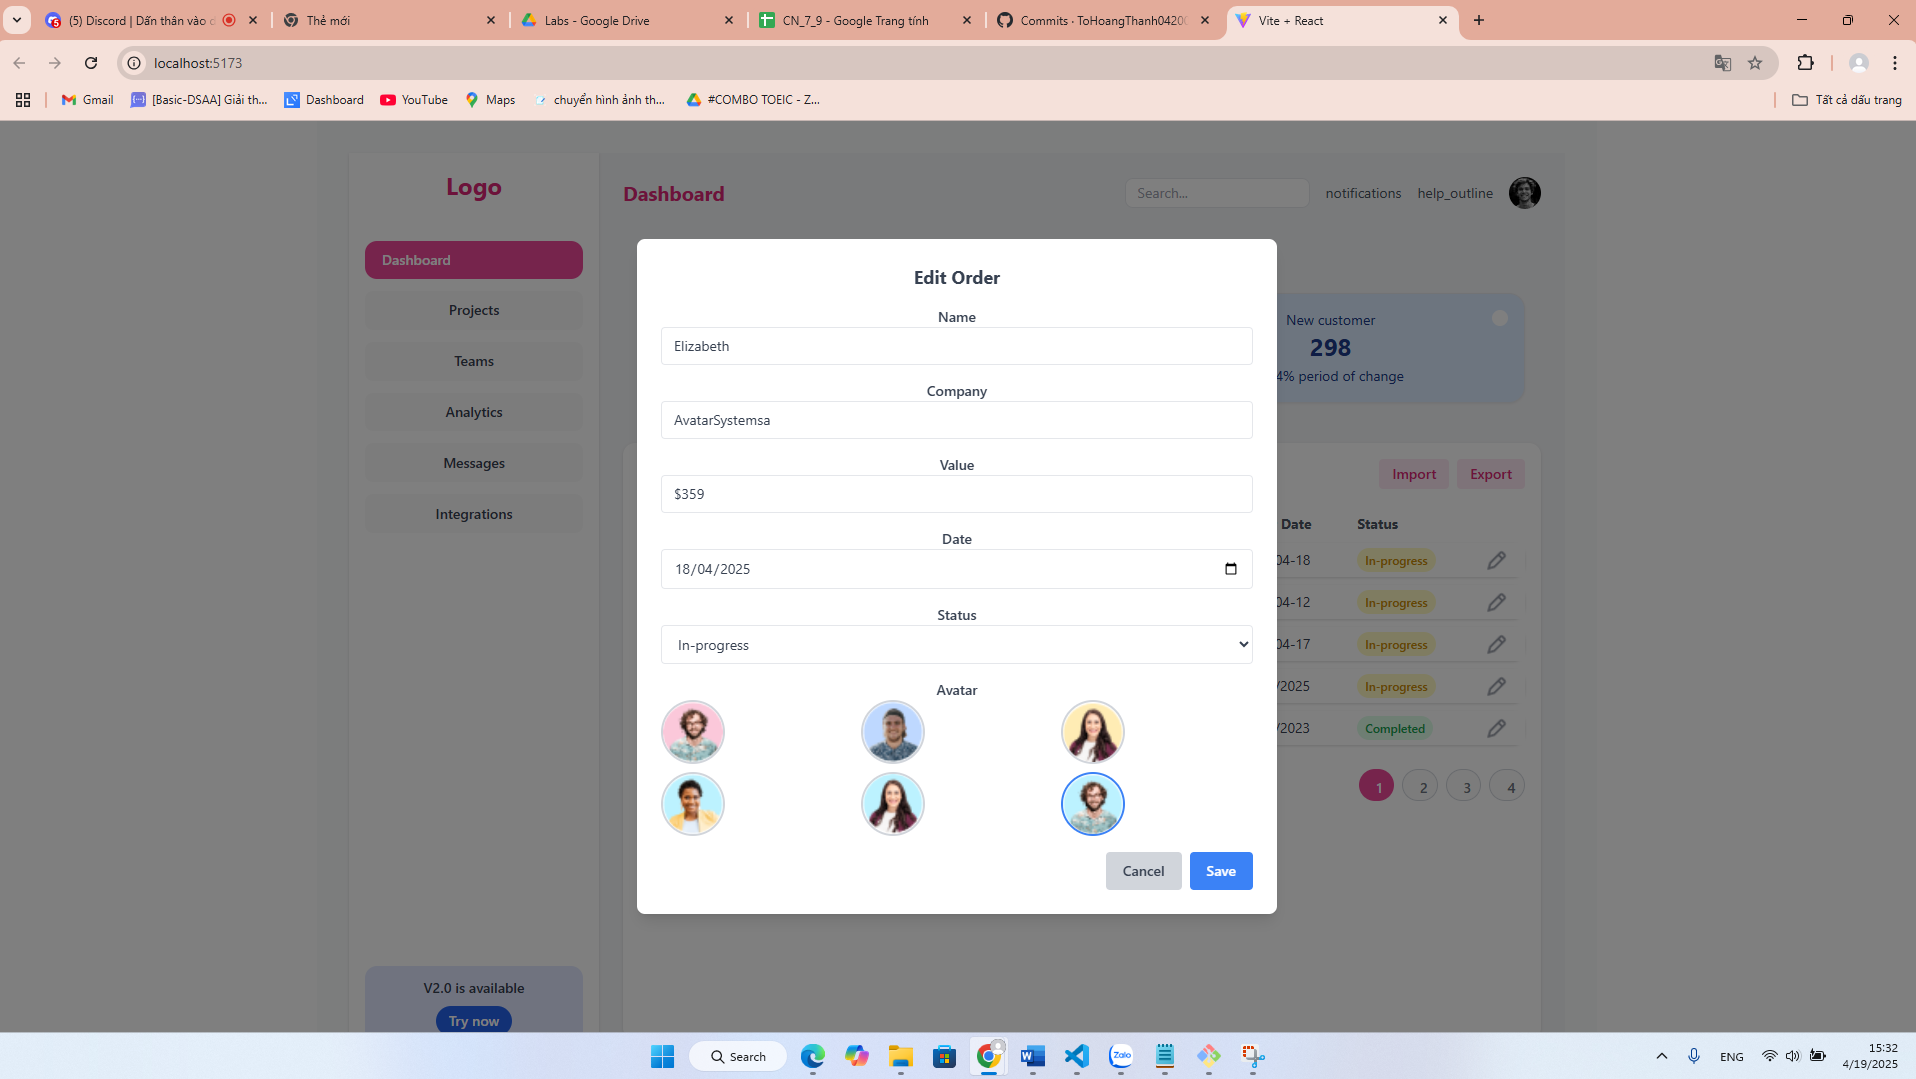 (5) Discord | Dấn thân vào
Thẻ mới
Labs - Google Drive
CN_7_9 - Google Trang tính
Commits · ToHoangThanh0420
Vite + React
localhost:5173
Gmail
[Basic-DSAA] Giải th...
Dashboard
YouTube
Maps
chuyển hình ảnh th...
#COMBO TOEIC - Z...
Tất cả dấu trang
Logo
Dashboard
Search...
notifications
help_outline
Dashboard
Projects
Teams
Analytics
Messages
Integrations
V2.0 is available
Try now
New customer
298
4% period of change
Import
Export
Date
Status
04-18
In-progress
04-12
In-progress
04-17
In-progress
/2025
In-progress
/2023
Completed
1
2
3
4
Edit Order
Name
Elizabeth
Company
AvatarSystemsa
Value
$359
Date
18/04/2025
Status
In-progress
Avatar
Cancel
Save
Search
Zalo
ENG
15:32
4/19/2025